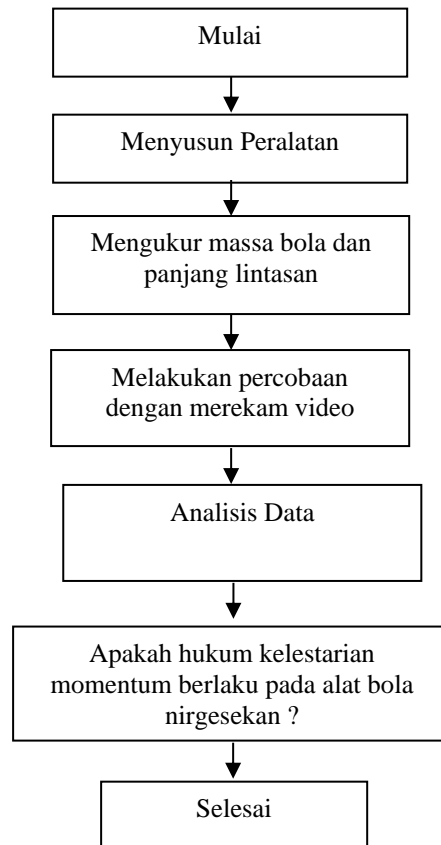 Mulai
Menyusun Peralatan
Mengukur massa bola dan
panjang lintasan
Melakukan percobaan
dengan merekam video
Analisis Data
Apakah hukum kelestarian
momentum berlaku pada alat bola
nirgesekan ?
Selesai